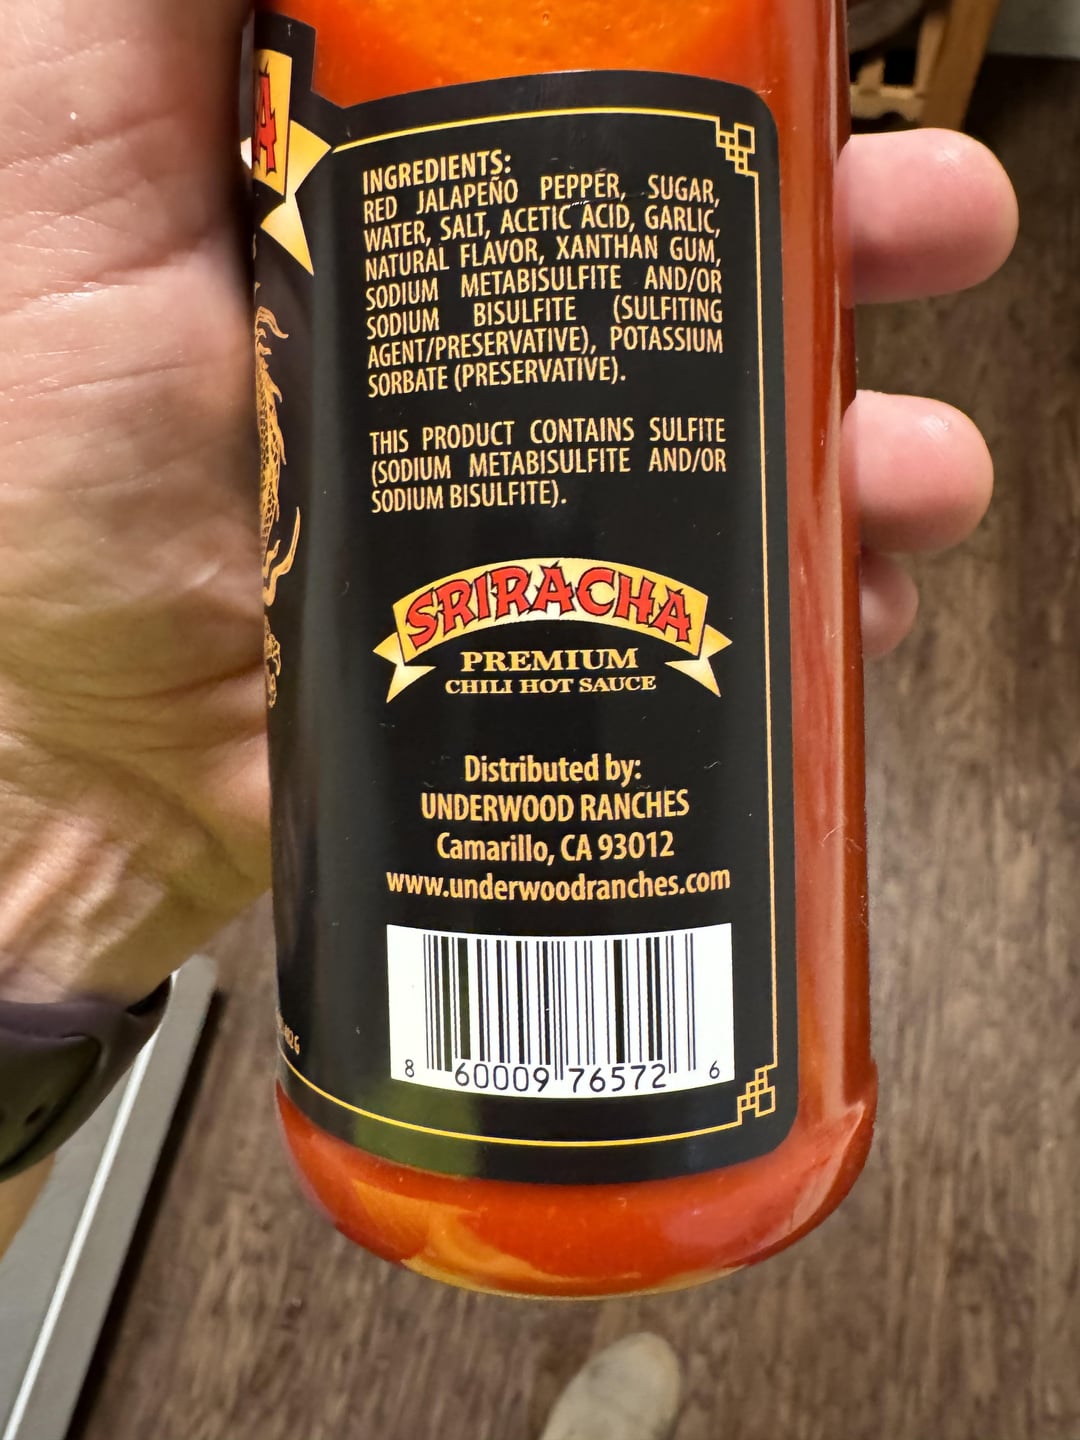 A
INGREDIENTS:
RED JALAPEÑO PEPPER, SUGAR,
WATER, SALT, ACETIC ACID, GARLIC,
NATURAL FLAVOR, XANTHAN GUM,
SODIUM METABISULFITE AND/OR
SODIUM BISULFITE (SULFITING
AGENT/PRESERVATIVE), POTASSIUM
SORBATE (PRESERVATIVE).
THIS PRODUCT CONTAINS SULFITE
(SODIUM METABISULFITE AND/OR
SODIUM BISULFITE).
SRIRACHA
PREMIUM
CHILI HOT SAUCE
Distributed by:
UNDERWOOD RANCHES
Camarillo, CA 93012
www.underwoodranches.com
8 60009 76572 6